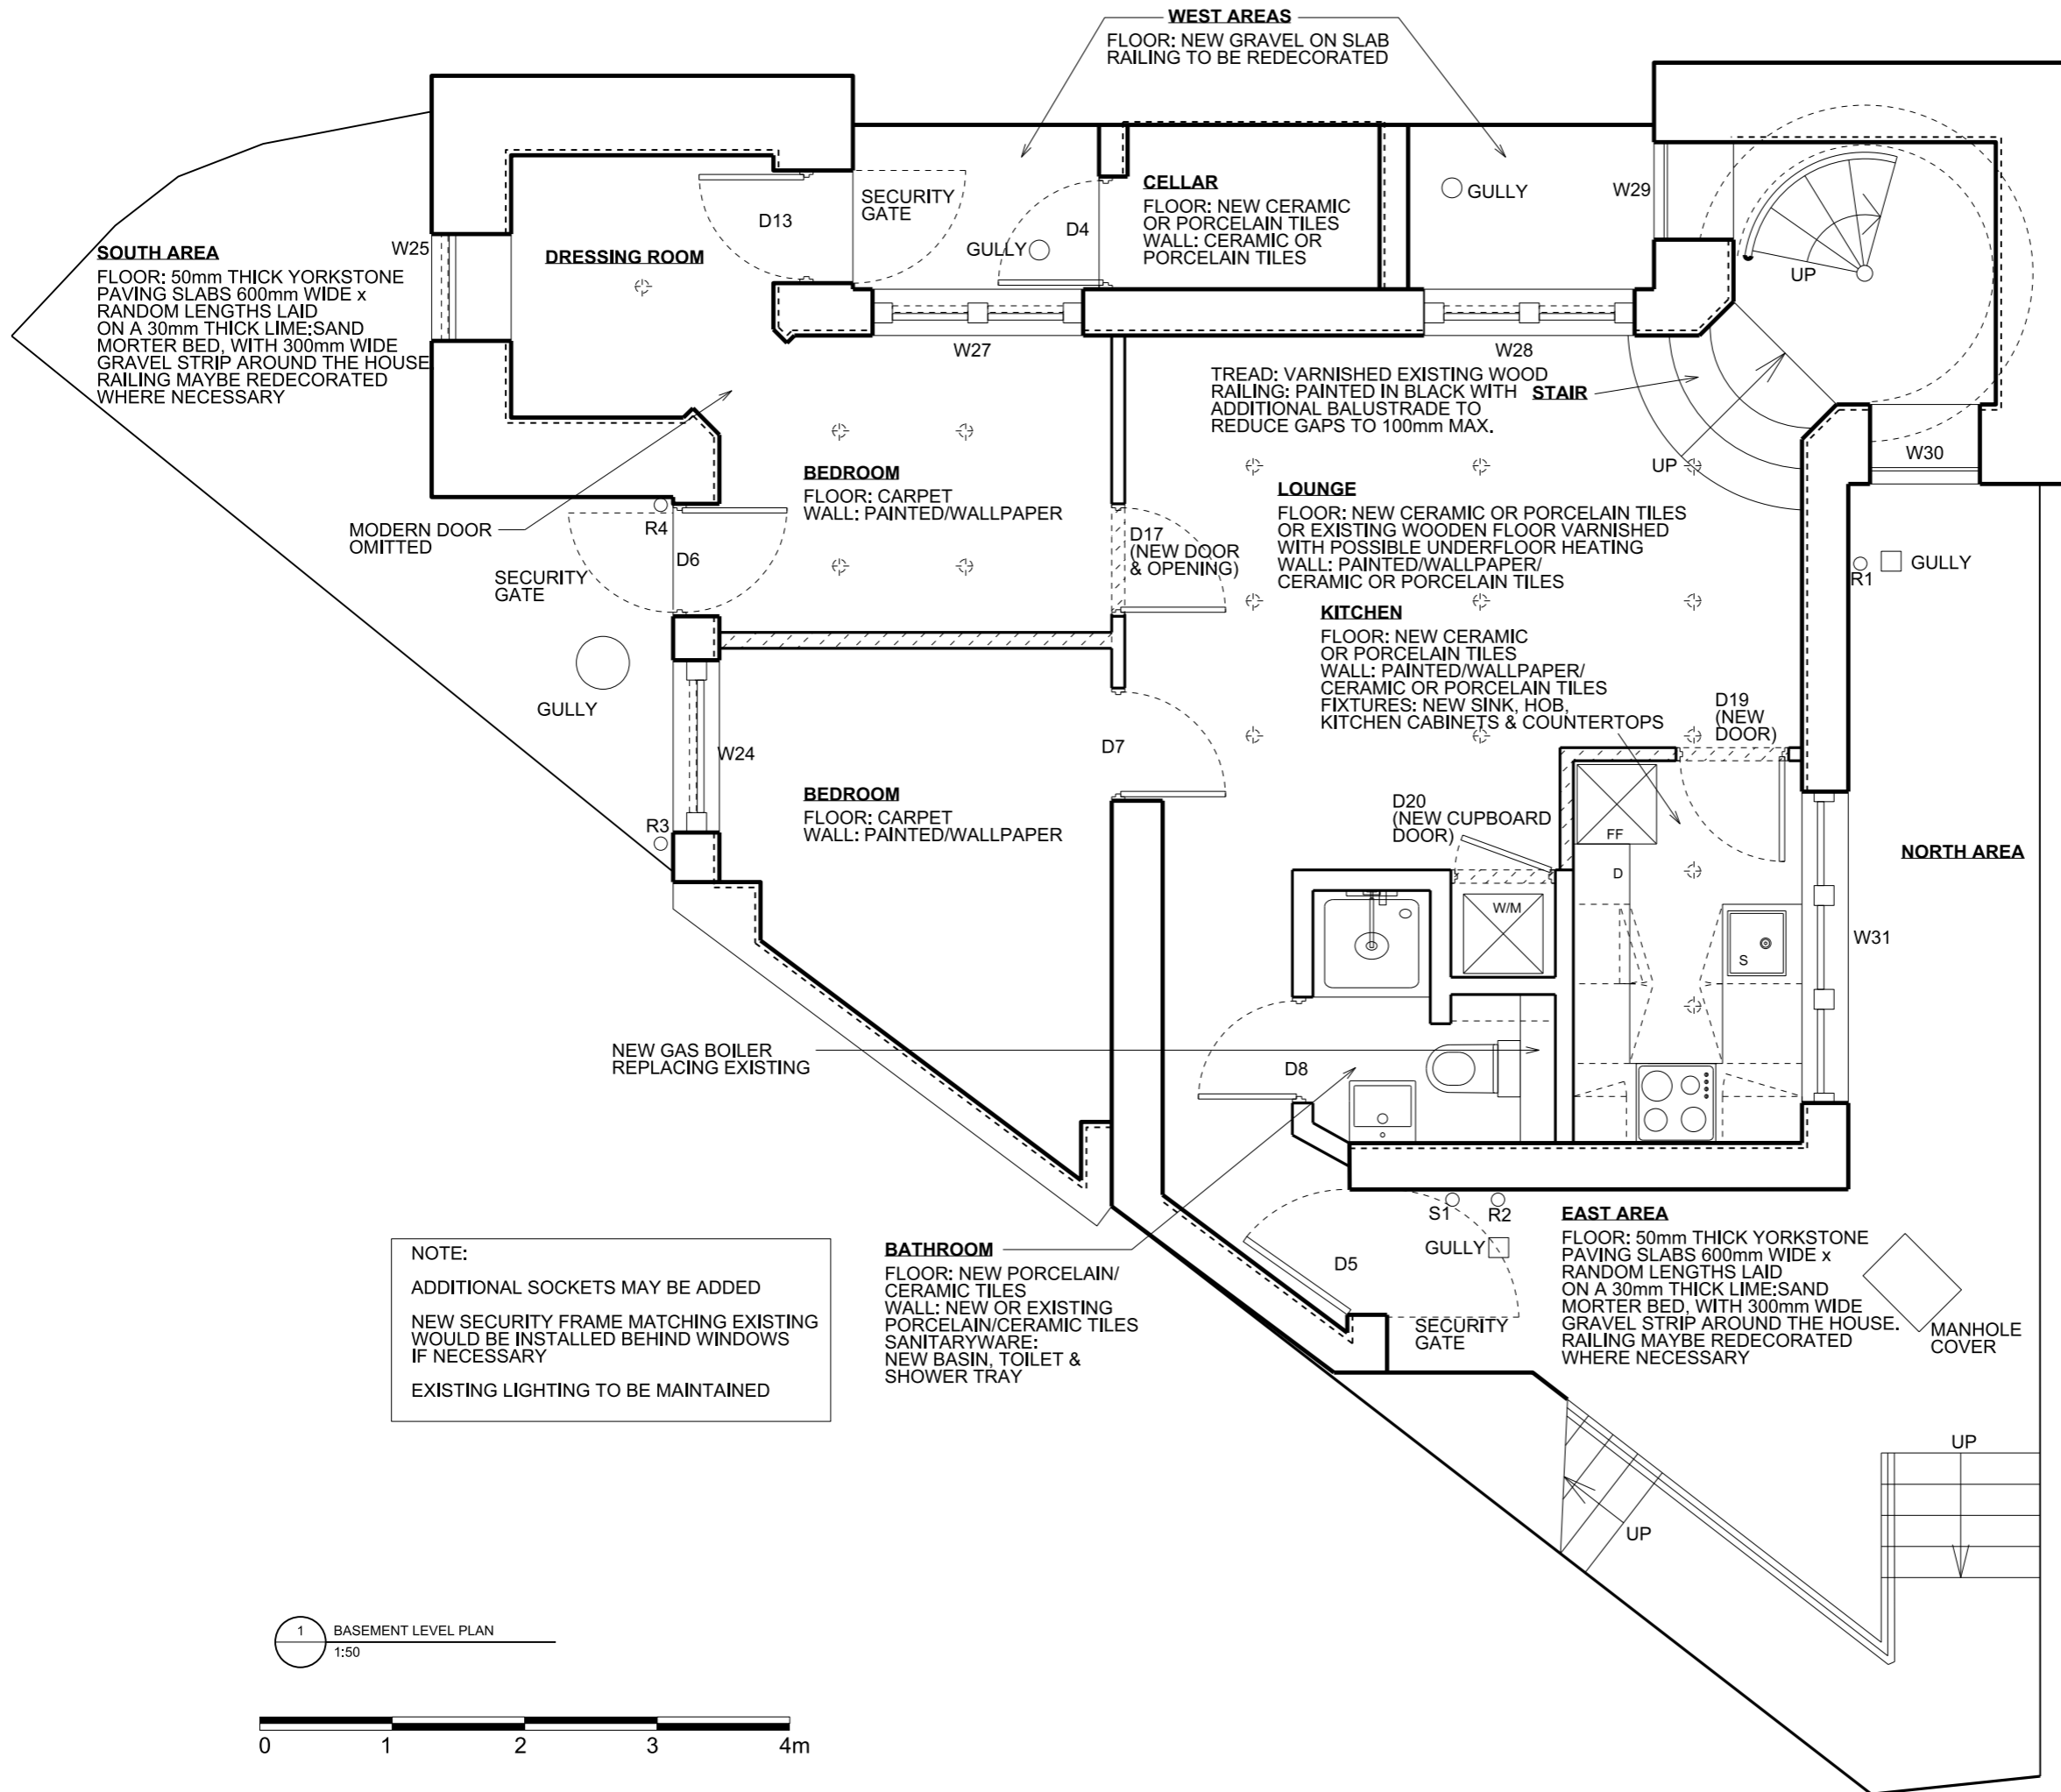 WEST AREAS
FLOOR: NEW GRAVEL ON SLAB
RAILING TO BE REDECORATED
SOUTH AREA
FLOOR: 50mm THICK YORKSTONE
PAVING SLABS 600mm WIDE x
RANDOM LENGTHS LAID
ON A 30mm THICK LIME:SAND
MORTER BED, WITH 300mm WIDE
GRAVEL STRIP AROUND THE HOUSE
RAILING MAYBE REDECORATED
WHERE NECESSARY
W25
DRESSING ROOM
D13
SECURITY
GATE
GULLY
D4
CELLAR
FLOOR: NEW CERAMIC
OR PORCELAIN TILES
WALL: CERAMIC OR
PORCELAIN TILES
GULLY
W29
UP
W27
W28
TREAD: VARNISHED EXISTING WOOD
RAILING: PAINTED IN BLACK WITH
ADDITIONAL BALUSTRADE TO
REDUCE GAPS TO 100mm MAX.
STAIR
UP
W30
BEDROOM
FLOOR: CARPET
WALL: PAINTED/WALLPAPER
MODERN DOOR
OMITTED
R4
D6
SECURITY
GATE
D17
(NEW DOOR
& OPENING)
LOUNGE
FLOOR: NEW CERAMIC OR PORCELAIN TILES
OR EXISTING WOODEN FLOOR VARNISHED
WITH POSSIBLE UNDERFLOOR HEATING
WALL: PAINTED/WALLPAPER/
CERAMIC OR PORCELAIN TILES
R1
GULLY
KITCHEN
FLOOR: NEW CERAMIC
OR PORCELAIN TILES
WALL: PAINTED/WALLPAPER/
CERAMIC OR PORCELAIN TILES
FIXTURES: NEW SINK, HOB,
KITCHEN CABINETS & COUNTERTOPS
D19
(NEW
DOOR)
GULLY
W24
D7
BEDROOM
FLOOR: CARPET
WALL: PAINTED/WALLPAPER
R3
D20
(NEW CUPBOARD
DOOR)
FF
D
W/M
S
W31
NORTH AREA
NEW GAS BOILER
REPLACING EXISTING
D8
S1
R2
GULLY
D5
SECURITY
GATE
BATHROOM
FLOOR: NEW PORCELAIN/
CERAMIC TILES
WALL: NEW OR EXISTING
PORCELAIN/CERAMIC TILES
SANITARYWARE:
NEW BASIN, TOILET &
SHOWER TRAY
EAST AREA
FLOOR: 50mm THICK YORKSTONE
PAVING SLABS 600mm WIDE x
RANDOM LENGTHS LAID
ON A 30mm THICK LIME:SAND
MORTER BED, WITH 300mm WIDE
GRAVEL STRIP AROUND THE HOUSE.
RAILING MAYBE REDECORATED
WHERE NECESSARY
MANHOLE
COVER
NOTE:
ADDITIONAL SOCKETS MAY BE ADDED
NEW SECURITY FRAME MATCHING EXISTING
WOULD BE INSTALLED BEHIND WINDOWS
IF NECESSARY
EXISTING LIGHTING TO BE MAINTAINED
UP
UP
1
BASEMENT LEVEL PLAN
1:50
0 1 2 3 4m